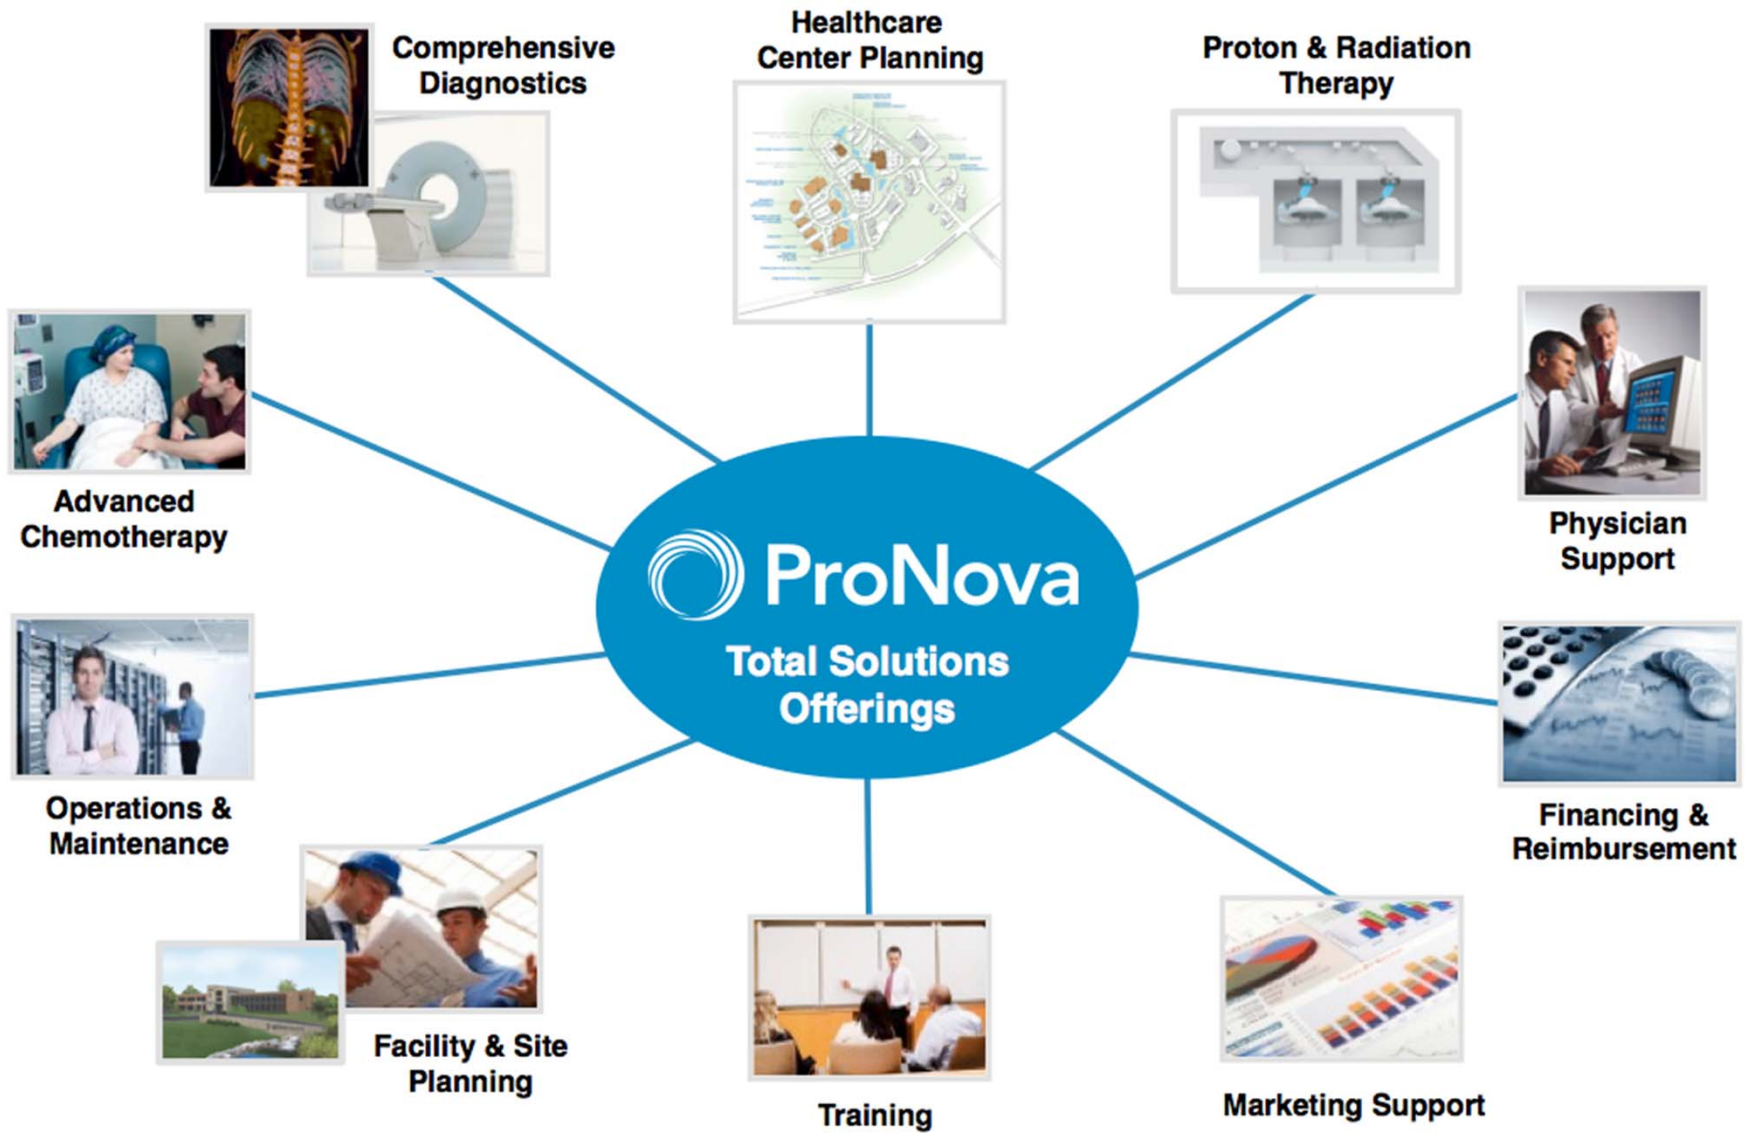 Comprehensive
Diagnostics
Healthcare
Center Planning
Proton & Radiation
Therapy
Advanced
Chemotherapy
Physician
Support
ProNova
Total Solutions
Offerings
Operations &
Maintenance
Financing &
Reimbursement
Facility & Site
Planning
Training
Marketing Support